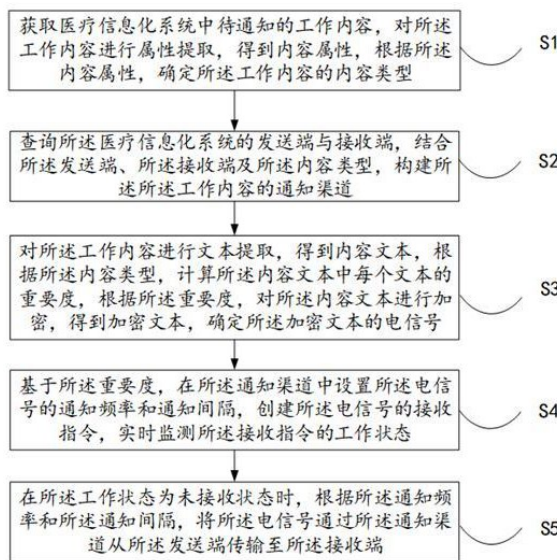 获取医疗信息化系统中待通知的工作内容，对所述
工作内容进行属性提取，得到内容属性，根据所述
内容属性，确定所述工作内容的内容类型
S1
查询所述医疗信息化系统的发送端与接收端，结合
所述发送端、所述接收端及所述内容类型，构建所
述所述工作内容的通知渠道
S2
对所述工作内容进行文本提取，得到内容文本，根
据所述内容类型，计算所述内容文本中每个文本的
重要度，根据所述重要度，对所述内容文本进行加
密，得到加密文本，确定所述加密文本的电信号
S3
基于所述重要度，在所述通知渠道中设置所述电信
号的通知频率和通知间隔，创建所述电信号的接收
指令，实时监测所述接收指令的工作状态
S4
在所述工作状态为未接收状态时，根据所述通知频
率和所述通知间隔，将所述电信号通过所述通知渠
道从所述发送端传输至所述接收端
S5